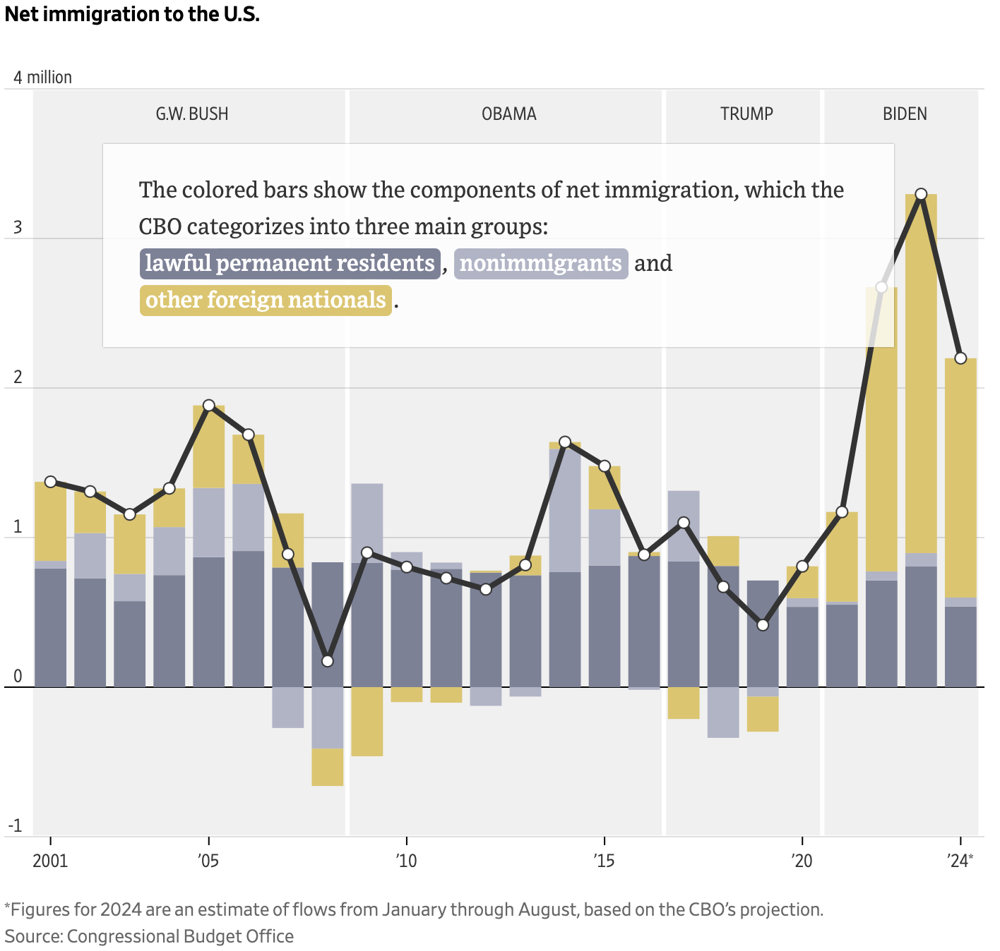 Net immigration to the U.S.
4 million
G.W. BUSH
OBAMA
TRUMP
BIDEN
The colored bars show the components of net immigration, which the
CBO categorizes into three main groups:
lawful permanent residents, nonimmigrants and
other foreign nationals.
3
2
1
0
-1
2001
’05
’10
’15
’20
’24*
*Figures for 2024 are an estimate of flows from January through August, based on the CBO’s projection.
Source: Congressional Budget Office